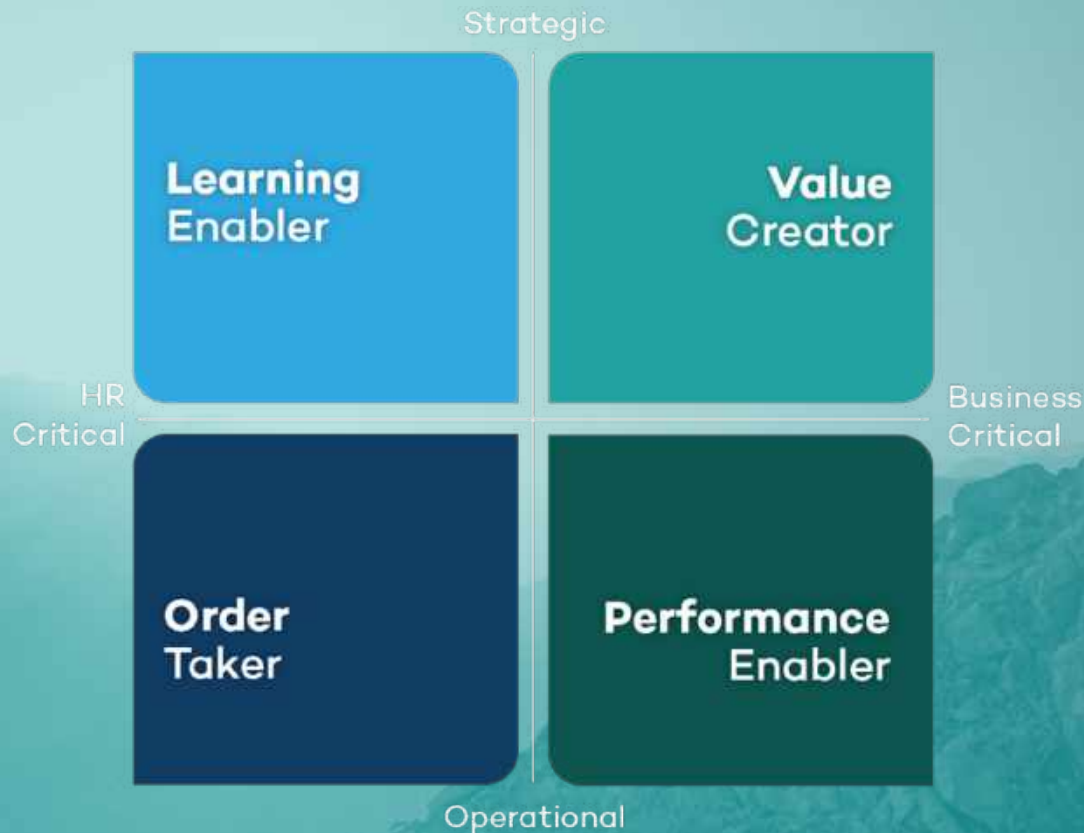 Strategic
Learning
Enabler
Value
Creator
HR
Critical
Business
Critical
Order
Taker
Performance
Enabler
Operational